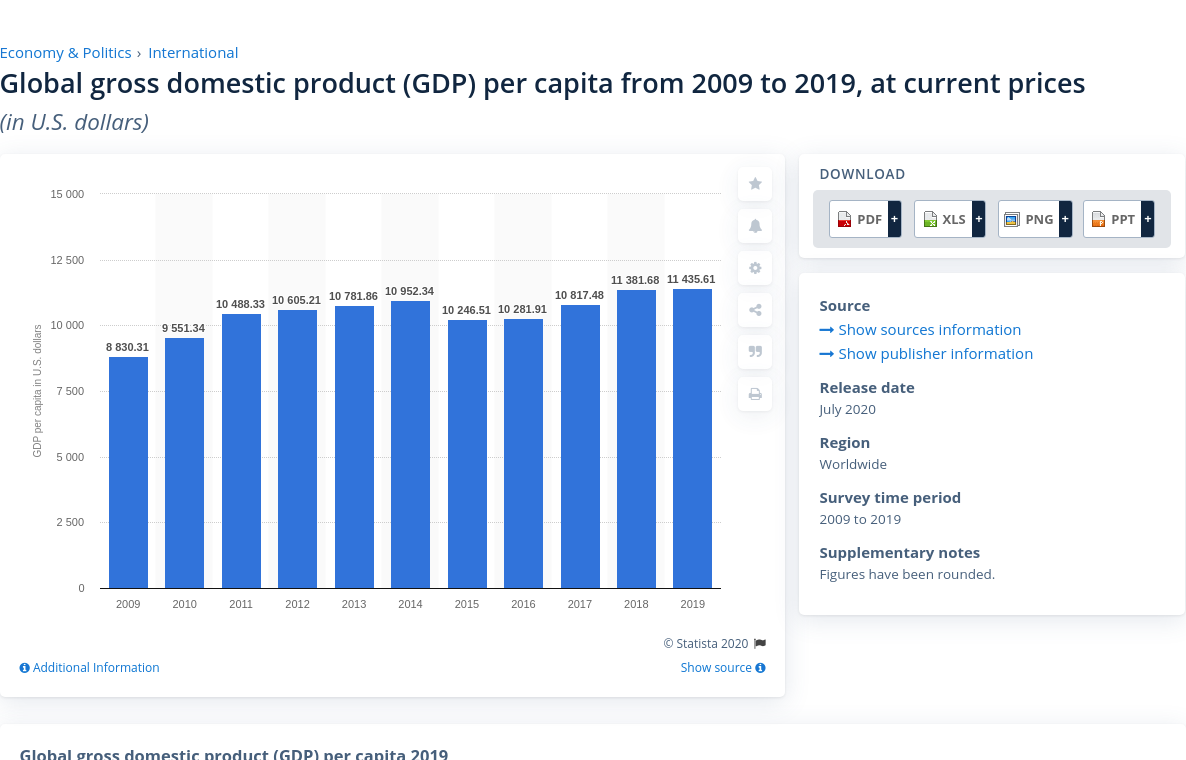 Economy & Politics › International
Global gross domestic product (GDP) per capita from 2009 to 2019, at current prices
(in U.S. dollars)
GDP per capita in U.S. dollars
15 000
12 500
10 000
7 500
5 000
2 500
0
8 830.31
9 551.34
10 488.33
10 605.21
10 781.86
10 952.34
10 246.51
10 281.91
10 817.48
11 381.68
11 435.61
2009 2010 2011 2012 2013 2014 2015 2016 2017 2018 2019
© Statista 2020
Additional Information
Show source
DOWNLOAD
PDF + XLS + PNG + PPT +
Source
Show sources information
Show publisher information
Release date
July 2020
Region
Worldwide
Survey time period
2009 to 2019
Supplementary notes
Figures have been rounded.
Global gross domestic product (GDP) per capita 2019